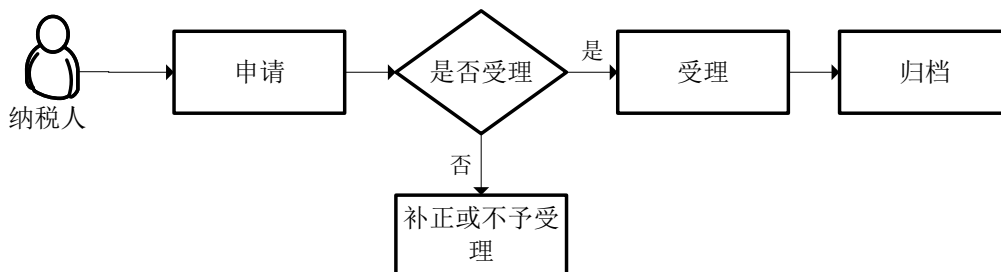 纳税人
申请
是否受理
是
受理
归档
否
补正或不予受
理